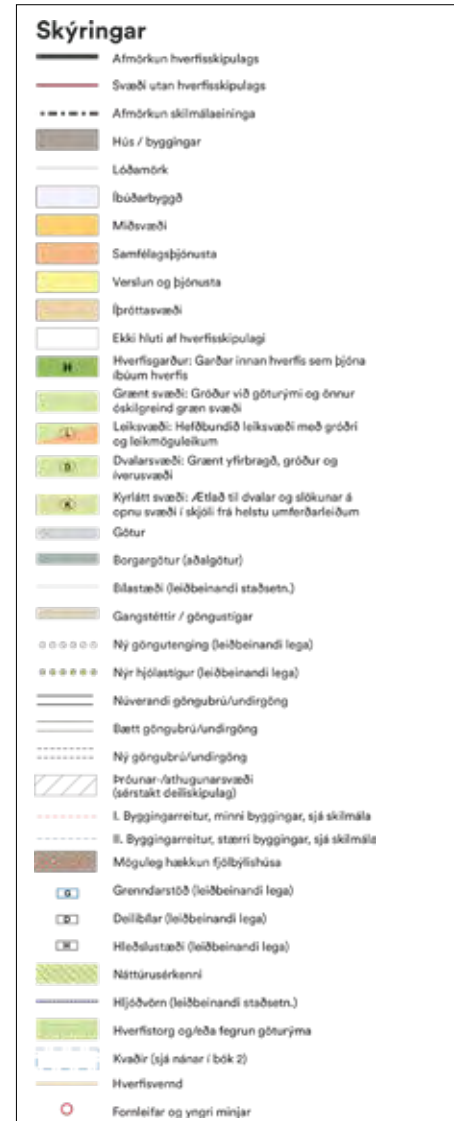 Skýringar
Afmörkun hverfisskipulags
Svæði utan hverfisskipulags
Afmörkun skilmálaeininga
Hús / byggingar
Lóðamörk
Íbúðarbyggð
Miðsvæði
Samfélagsþjónusta
Verslun og þjónusta
Íþróttasvæði
Ekki hluti af hverfisskipulagi
H
Hverfisgarður: Garðar innan hverfis sem þjóna
íbúum hverfis
Grænt svæði: Gróður við göturými og önnur
óskilgreind græn svæði
L
Leiksvæði: Hefðbundið leiksvæði með gróðri
og leikmöguleikum
D
Dvalarsvæði: Grænt yfirbragð, gróður og
íverusvæði
K
Kyrlátt svæði: Ætlað til dvalar og slökunar á
opnu svæði í skjóli frá helstu umferðarleiðum
Götur
Borgargötur (aðalgötur)
Bílastæði (leiðbeinandi staðsetn.)
Gangstéttir / göngustígar
Ný göngutenging (leiðbeinandi lega)
Nýr hjólastígur (leiðbeinandi lega)
Núverandi göngubrú/undirgöng
Bætt göngubrú/undirgöng
Ný göngubrú/undirgöng
Þróunar-/athugunarsvæði
(sérstakt deiliskipulag)
I. Byggingarreitur, minni byggingar, sjá skilmála
II. Byggingarreitur, stærri byggingar, sjá skilmála
Möguleg hækkun fjölbýlishúsa
G
Grenndarstöð (leiðbeinandi lega)
D
Deilibílar (leiðbeinandi lega)
H
Hleðslustæði (leiðbeinandi lega)
Náttúrusérkenni
Hljóðvörn (leiðbeinandi staðsetn.)
Hverfistorg og/eða fegrun göturýma
Kvaðir (sjá nánar í bók 2)
Hverfisvernd
Fornleifar og yngri minjar